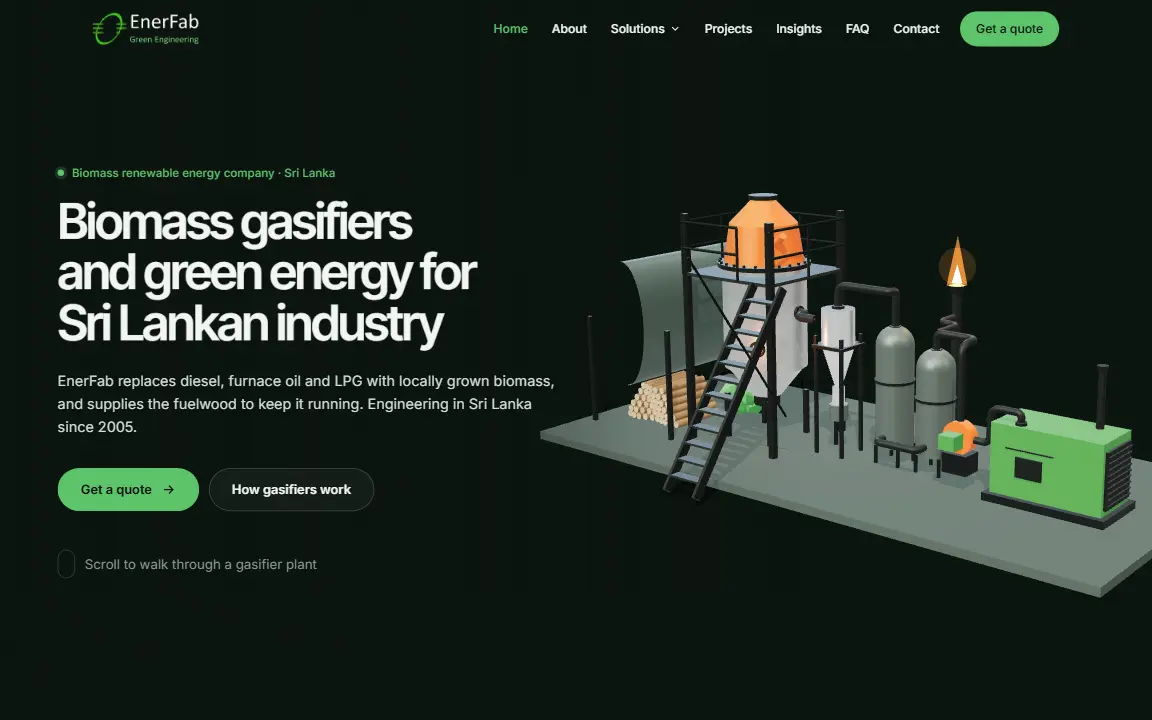 EnerFab
Green Engineering
Home About Solutions Projects Insights FAQ Contact Get a quote
Biomass renewable energy company · Sri Lanka
Biomass gasifiers
and green energy for
Sri Lankan industry
EnerFab replaces diesel, furnace oil and LPG with locally grown biomass,
and supplies the fuelwood to keep it running. Engineering in Sri Lanka
since 2005.
Get a quote → How gasifiers work
Scroll to walk through a gasifier plant